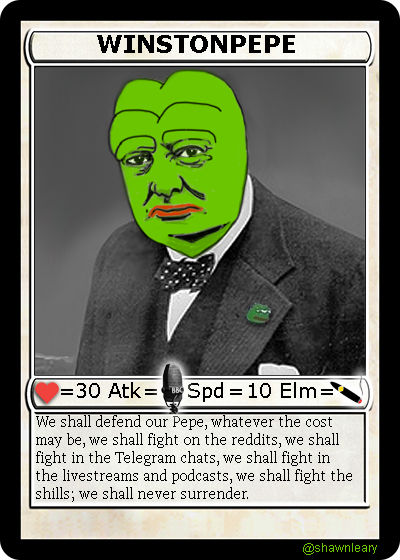 WINSTONPEPE
=30 Atk= BBC Spd = 10 Elm=
We shall defend our Pepe, whatever the cost
may be, we shall fight on the reddits, we shall
fight in the Telegram chats, we shall fight in
the livestreams and podcasts, we shall fight the
shills; we shall never surrender.
@shawnleary